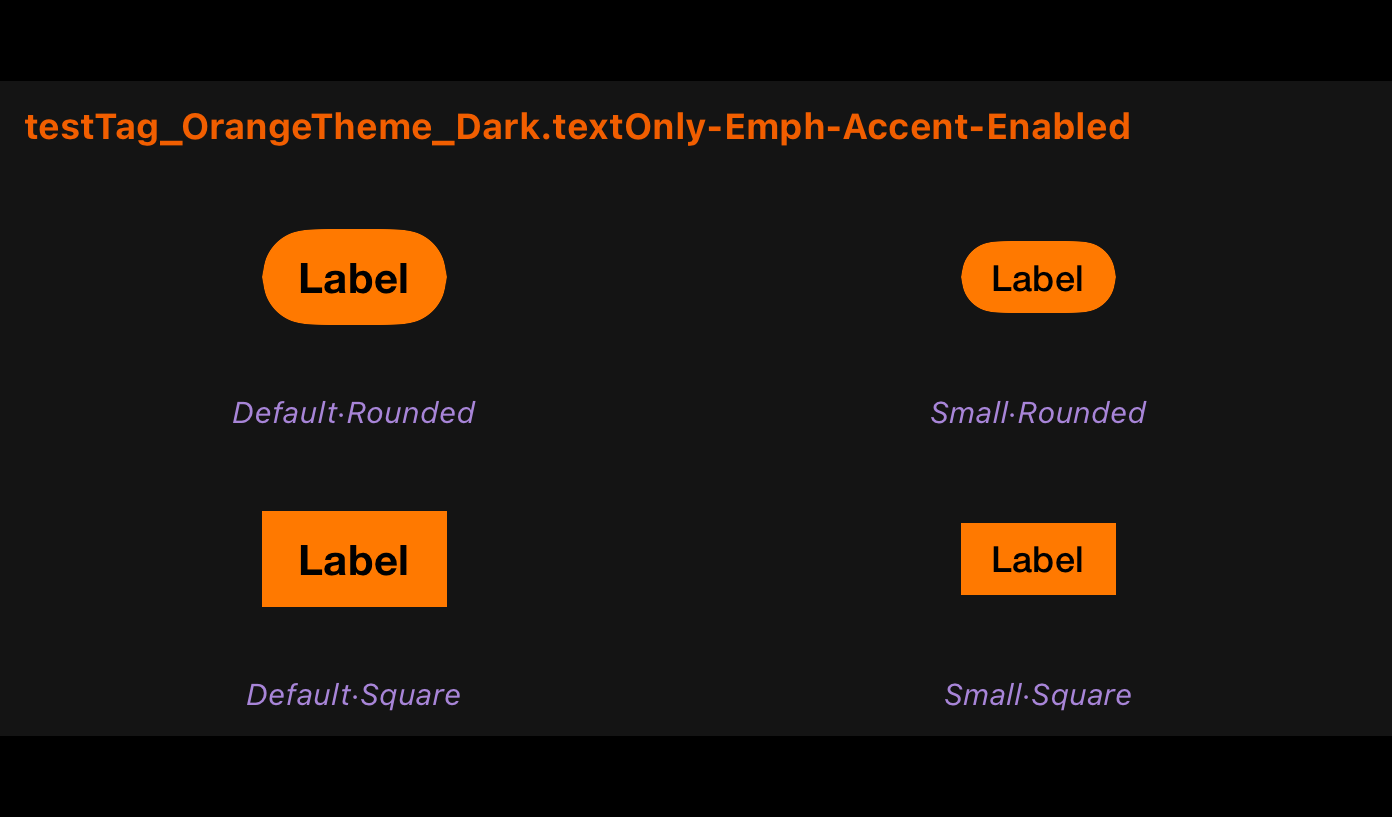 testTag_OrangeTheme_Dark.textOnly-Emph-Accent-Enabled
Label
Label
Default·Rounded
Small·Rounded
Label
Label
Default·Square
Small·Square